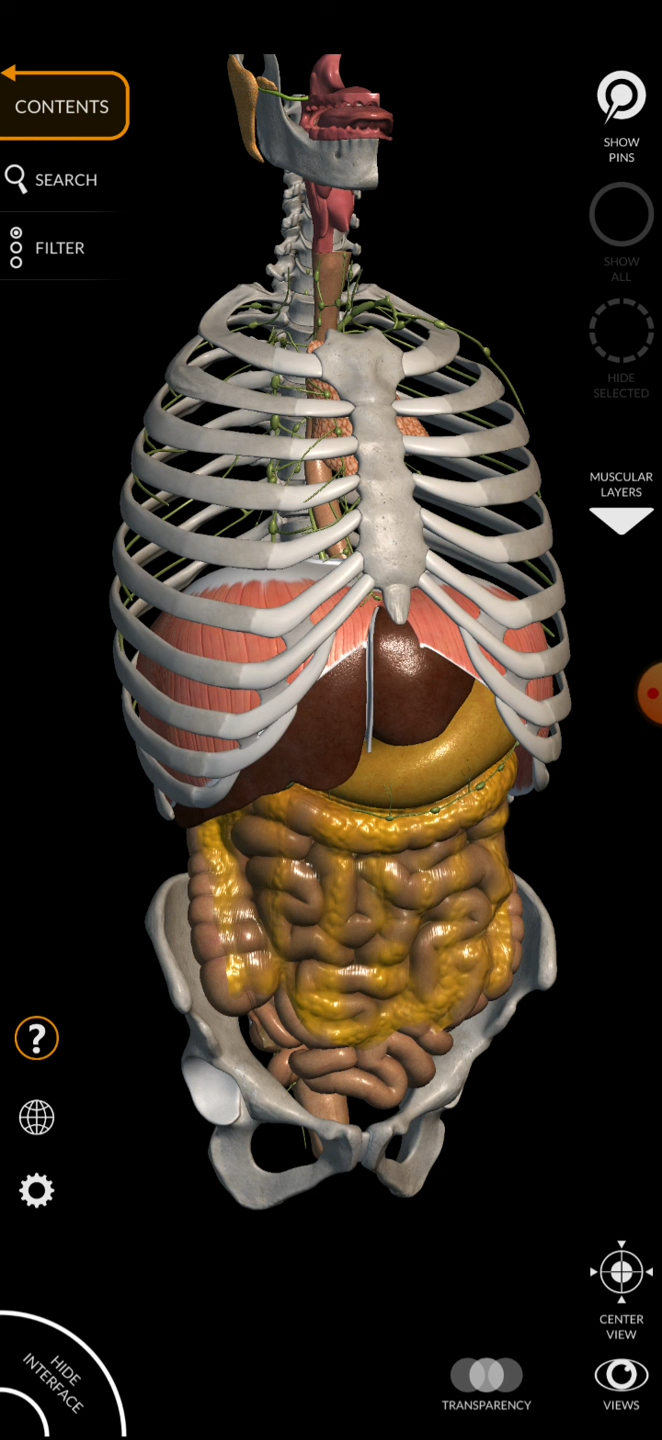 CONTENTS
SEARCH
FILTER
SHOW
PINS
SHOW
ALL
HIDE
SELECTED
MUSCULAR
LAYERS
?
HIDE
INTERFACE
CENTER
VIEW
TRANSPARENCY
VIEWS